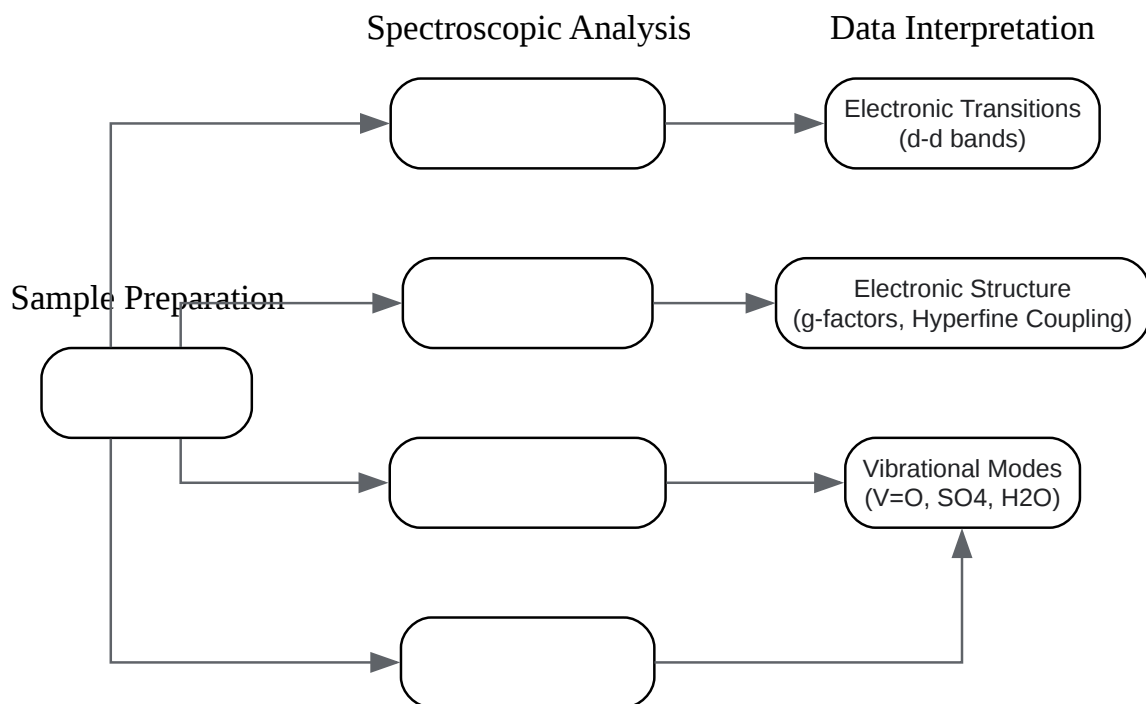 Spectroscopic Analysis
Data Interpretation
Electronic Transitions
(d-d bands)
Sample Preparation
Electronic Structure
(g-factors, Hyperfine Coupling)
Vibrational Modes
(V=O, SO4, H2O)